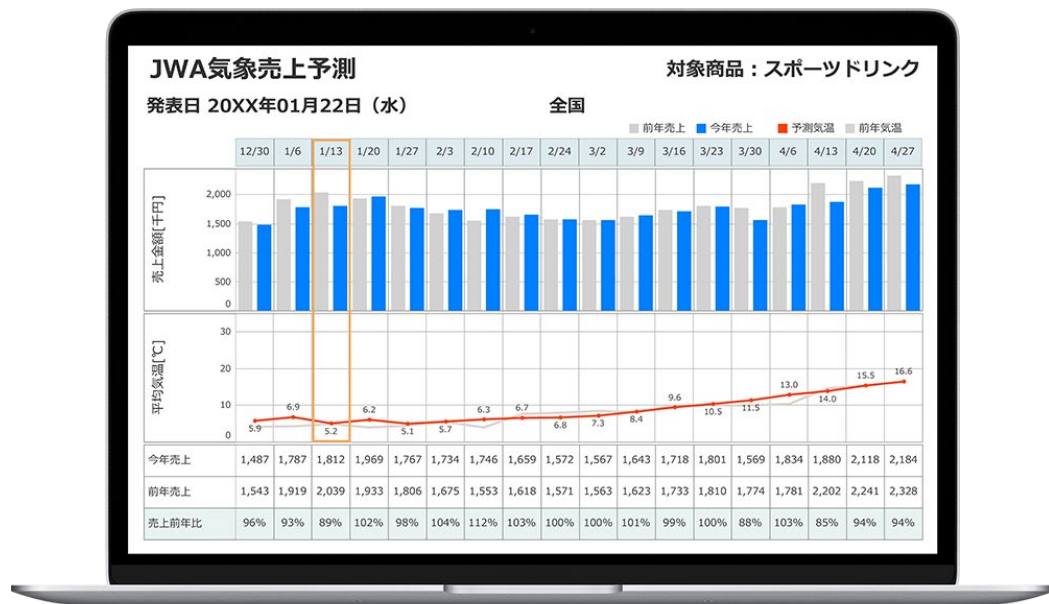 JWA気象売上予測
対象商品：スポーツドリンク
発表日 20XX年01月22日（水）
全国
前年売上 今年売上 予測気温 前年気温
12/30 1/6 1/13 1/20 1/27 2/3 2/10 2/17 2/24 3/2 3/9 3/16 3/23 3/30 4/6 4/13 4/20 4/27
売上金額[千円]
2,000
1,500
1,000
500
0
平均気温[℃]
30
20
10
0
5.9 6.9 5.2 6.2 5.1 5.7 6.3 6.7 6.8 7.3 8.4 9.6 10.5 11.5 13.0 14.0 15.5 16.6
今年売上 1,487 1,787 1,812 1,969 1,767 1,734 1,746 1,659 1,572 1,567 1,643 1,718 1,801 1,569 1,834 1,880 2,118 2,184
前年売上 1,543 1,919 2,039 1,933 1,806 1,675 1,553 1,618 1,571 1,563 1,623 1,733 1,810 1,774 1,781 2,202 2,241 2,328
売上前年比 96% 93% 89% 102% 98% 104% 112% 103% 100% 100% 101% 99% 100% 88% 103% 85% 94% 94%